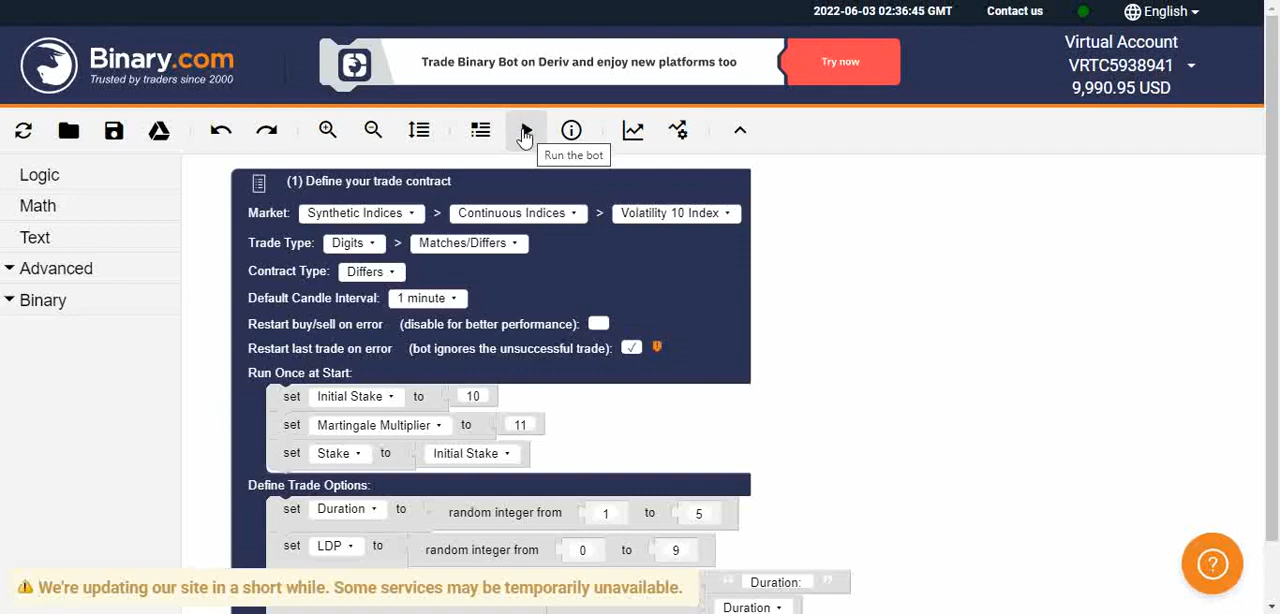 2022-06-03 02:36:45 GMT Contact us English
Binary.com
Trusted by traders since 2000
Trade Binary Bot on Deriv and enjoy new platforms too
Try now
Virtual Account
VRTC5938941
9,990.95 USD
Run the bot
Logic
Math
Text
Advanced
Binary
(1) Define your trade contract
Market: Synthetic Indices > Continuous Indices > Volatility 10 Index
Trade Type: Digits > Matches/Differs
Contract Type: Differs
Default Candle Interval: 1 minute
Restart buy/sell on error (disable for better performance):
Restart last trade on error (bot ignores the unsuccessful trade): ✓
Run Once at Start:
set Initial Stake to 10
set Martingale Multiplier to 11
set Stake to Initial Stake
Define Trade Options:
set Duration to random integer from 1 to 5
set LDP to random integer from 0 to 9
“ Duration: ”
Duration
We're updating our site in a short while. Some services may be temporarily unavailable.